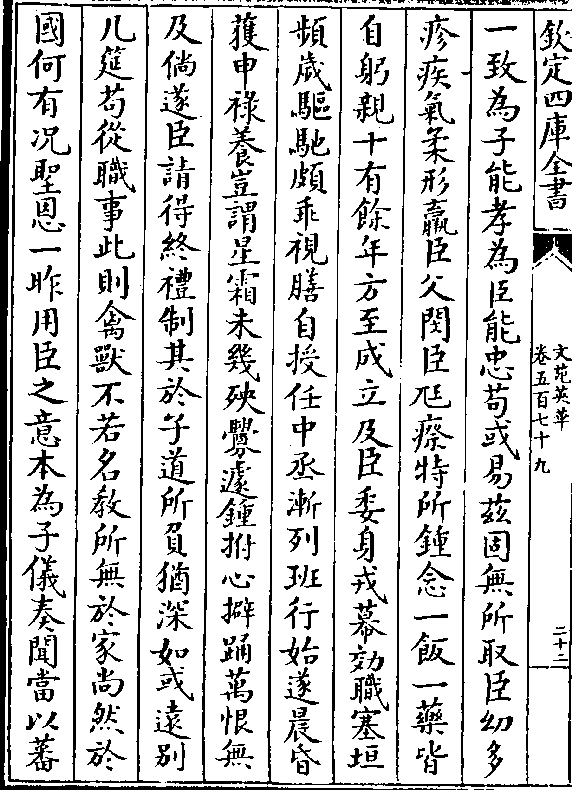 欽定四庫全書
文苑英華
卷五百七十九
二十二
一致為子能孝為臣能忠苟或易兹固無所取臣幼多
疹疾氣柔形羸臣父閔臣尫瘵特所鍾念一飯一藥皆
自躬親十有餘年方至成立及臣委身戎幕効職塞垣
頻歲驅馳頗乖視膳自授任中丞漸列班行始遂晨昏
獲申祿養豈謂星霜未幾殃釁遽鍾拊心擗踊萬恨無
及倘遂臣請得終禮制其於子道所負猶深如或遠别
几筵苟從職事此則禽獸不若名教所無於家尚然於
國何有况聖恩一昨用臣之意本為子儀奏聞當以蕃